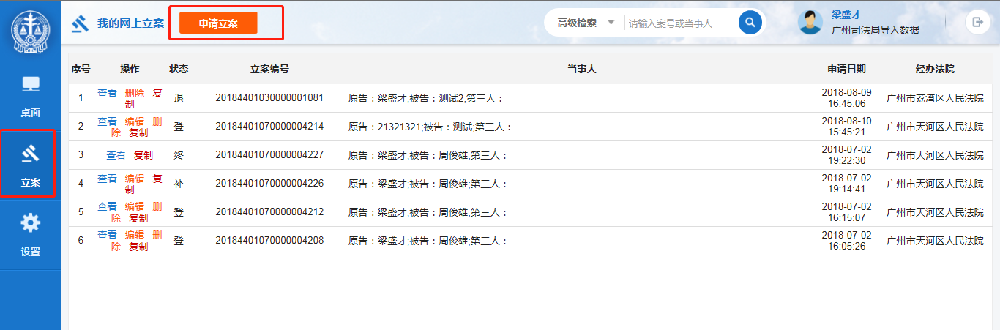 我的网上立案
申请立案
高级检索
请输入案号或当事人
梁盛才
广州司法局导入数据
桌面
立案
设置
序号 操作 状态 立案编号 当事人 申请日期 经办法院
1 查看 删除 复制 退 20184401030000001081 原告：梁盛才;被告：测试2;第三人： 2018-08-09 16:45:06 广州市荔湾区人民法院
2 查看 编辑 删除 复制 登 20184401070000004214 原告：21321321;被告：测试;第三人： 2018-08-10 15:45:21 广州市天河区人民法院
3 查看 复制 终 20184401070000004227 原告：梁盛才;被告：周俊雄;第三人： 2018-07-02 19:22:30 广州市天河区人民法院
4 查看 编辑 复制 补 20184401070000004226 原告：梁盛才;被告：周俊雄;第三人： 2018-07-02 19:14:41 广州市天河区人民法院
5 查看 编辑 删除 复制 登 20184401070000004212 原告：梁盛才;被告：周俊雄;第三人： 2018-07-02 16:15:07 广州市天河区人民法院
6 查看 编辑 删除 复制 登 20184401070000004208 原告：梁盛才;被告：周俊雄;第三人： 2018-07-02 16:05:26 广州市天河区人民法院